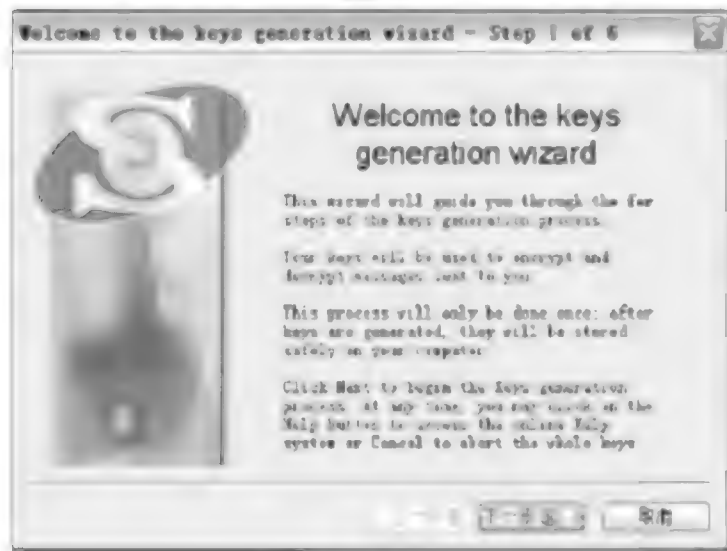 Welcome to the keys generation wizard - Step 1 of 6
Welcome to the keys
generation wizard
This wizard will guide you through the few
steps of the keys generation process
Your keys will be used to encrypt and
decrypt messages sent to you
This process will only be done once: after
keys are generated, they will be stored
safely on your computer
Click Next to begin the keys generation
process. At any time, you may click on the
Help button to access the online Help
system or Cancel to abort the whole keys
取消